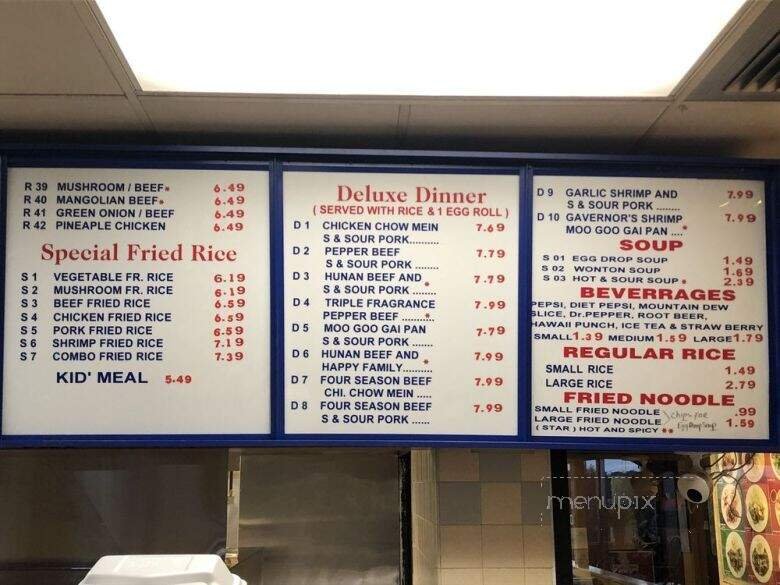 R 39 MUSHROOM / BEEF* 6.49
R 40 MANGOLIAN BEEF* 6.49
R 41 GREEN ONION / BEEF 6.49
R 42 PINEAPLE CHICKEN 6.49
Special Fried Rice
S 1 VEGETABLE FR. RICE 6.19
S 2 MUSHROOM FR. RICE 6.19
S 3 BEEF FRIED RICE 6.59
S 4 CHICKEN FRIED RICE 6.59
S 5 PORK FRIED RICE 6.59
S 6 SHRIMP FRIED RICE 7.19
S 7 COMBO FRIED RICE 7.39
KID' MEAL 5.49
Deluxe Dinner
( SERVED WITH RICE & 1 EGG ROLL )
D 1 CHICKEN CHOW MEIN 7.69
S & SOUR PORK..........
D 2 PEPPER BEEF 7.79
S & SOUR PORK..........
D 3 HUNAN BEEF AND 7.79
S & SOUR PORK .......*
D 4 TRIPLE FRAGRANCE 7.99
PEPPER BEEF ...........*
D 5 MOO GOO GAI PAN 7.79
S & SOUR PORK .......
D 6 HUNAN BEEF AND * 7.99
HAPPY FAMILY..........
D 7 FOUR SEASON BEEF 7.99
CHI. CHOW MEIN .....
D 8 FOUR SEASON BEEF 7.99
S & SOUR PORK ......
D 9 GARLIC SHRIMP AND 7.99
S & SOUR PORK ........
D 10 GAVERNOR'S SHRIMP 7.99
MOO GOO GAI PAN ....*
SOUP
S 01 EGG DROP SOUP 1.49
S 02 WONTON SOUP 1.69
S 03 HOT & SOUR SOUP * 2.39
BEVERRAGES
PEPSI, DIET PEPSI, MOUNTAIN DEW
SLICE, Dr.PEPPER, ROOT BEER,
HAWAII PUNCH, ICE TEA & STRAW BERRY
SMALL 1.39 MEDIUM 1.59 LARGE 1.79
REGULAR RICE
SMALL RICE 1.49
LARGE RICE 2.79
FRIED NOODLE
SMALL FRIED NOODLE > chips for .99
LARGE FRIED NOODLE Egg Drop Soup 1.59
( STAR ) HOT AND SPICY **
menupix